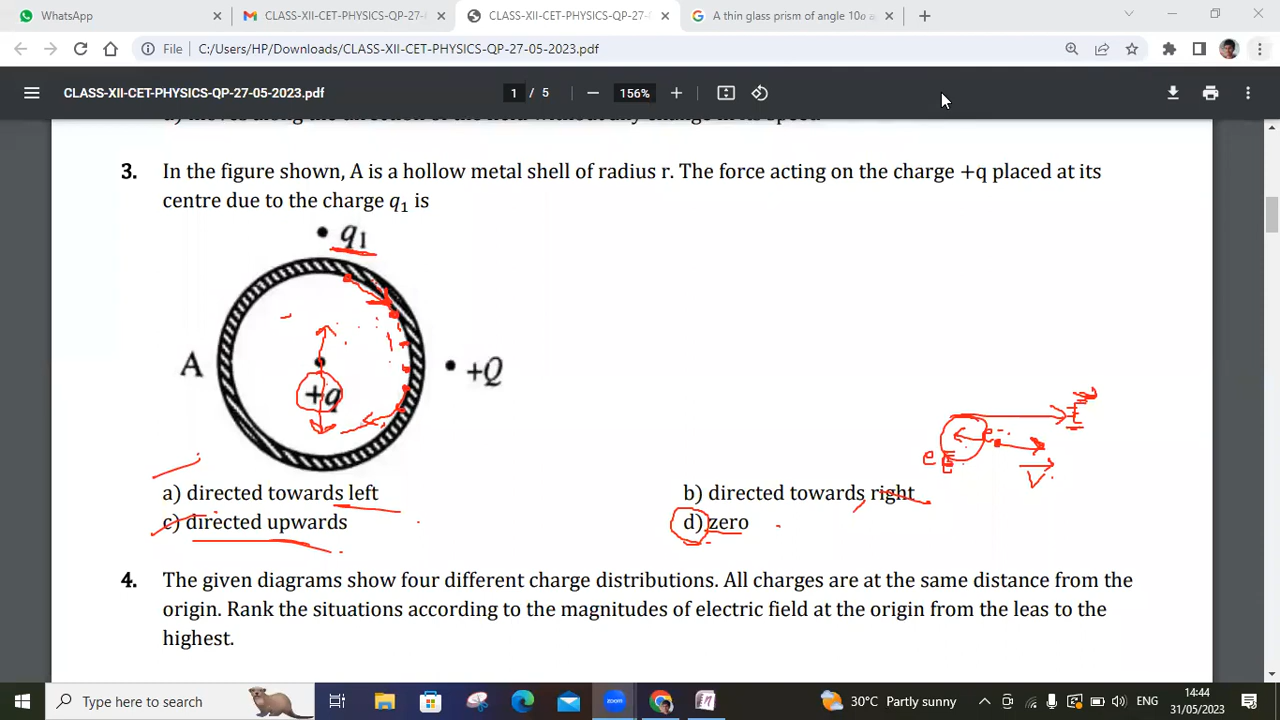 WhatsApp
CLASS-XII-CET-PHYSICS-QP-27-05-2
CLASS-XII-CET-PHYSICS-QP-27-
A thin glass prism of angle 10o a
File
C:/Users/HP/Downloads/CLASS-XII-CET-PHYSICS-QP-27-05-2023.pdf
CLASS-XII-CET-PHYSICS-QP-27-05-2023.pdf
1 / 5
156%
3. In the figure shown, A is a hollow metal shell of radius r. The force acting on the charge +q placed at its
centre due to the charge q₁ is
q₁
A
+q
+Q
E
e
e E
V
a) directed towards left
b) directed towards right
c) directed upwards
d) zero
4. The given diagrams show four different charge distributions. All charges are at the same distance from the
origin. Rank the situations according to the magnitudes of electric field at the origin from the leas to the
highest.
Type here to search
zoom
30°C Partly sunny
ENG
14:44
31/05/2023